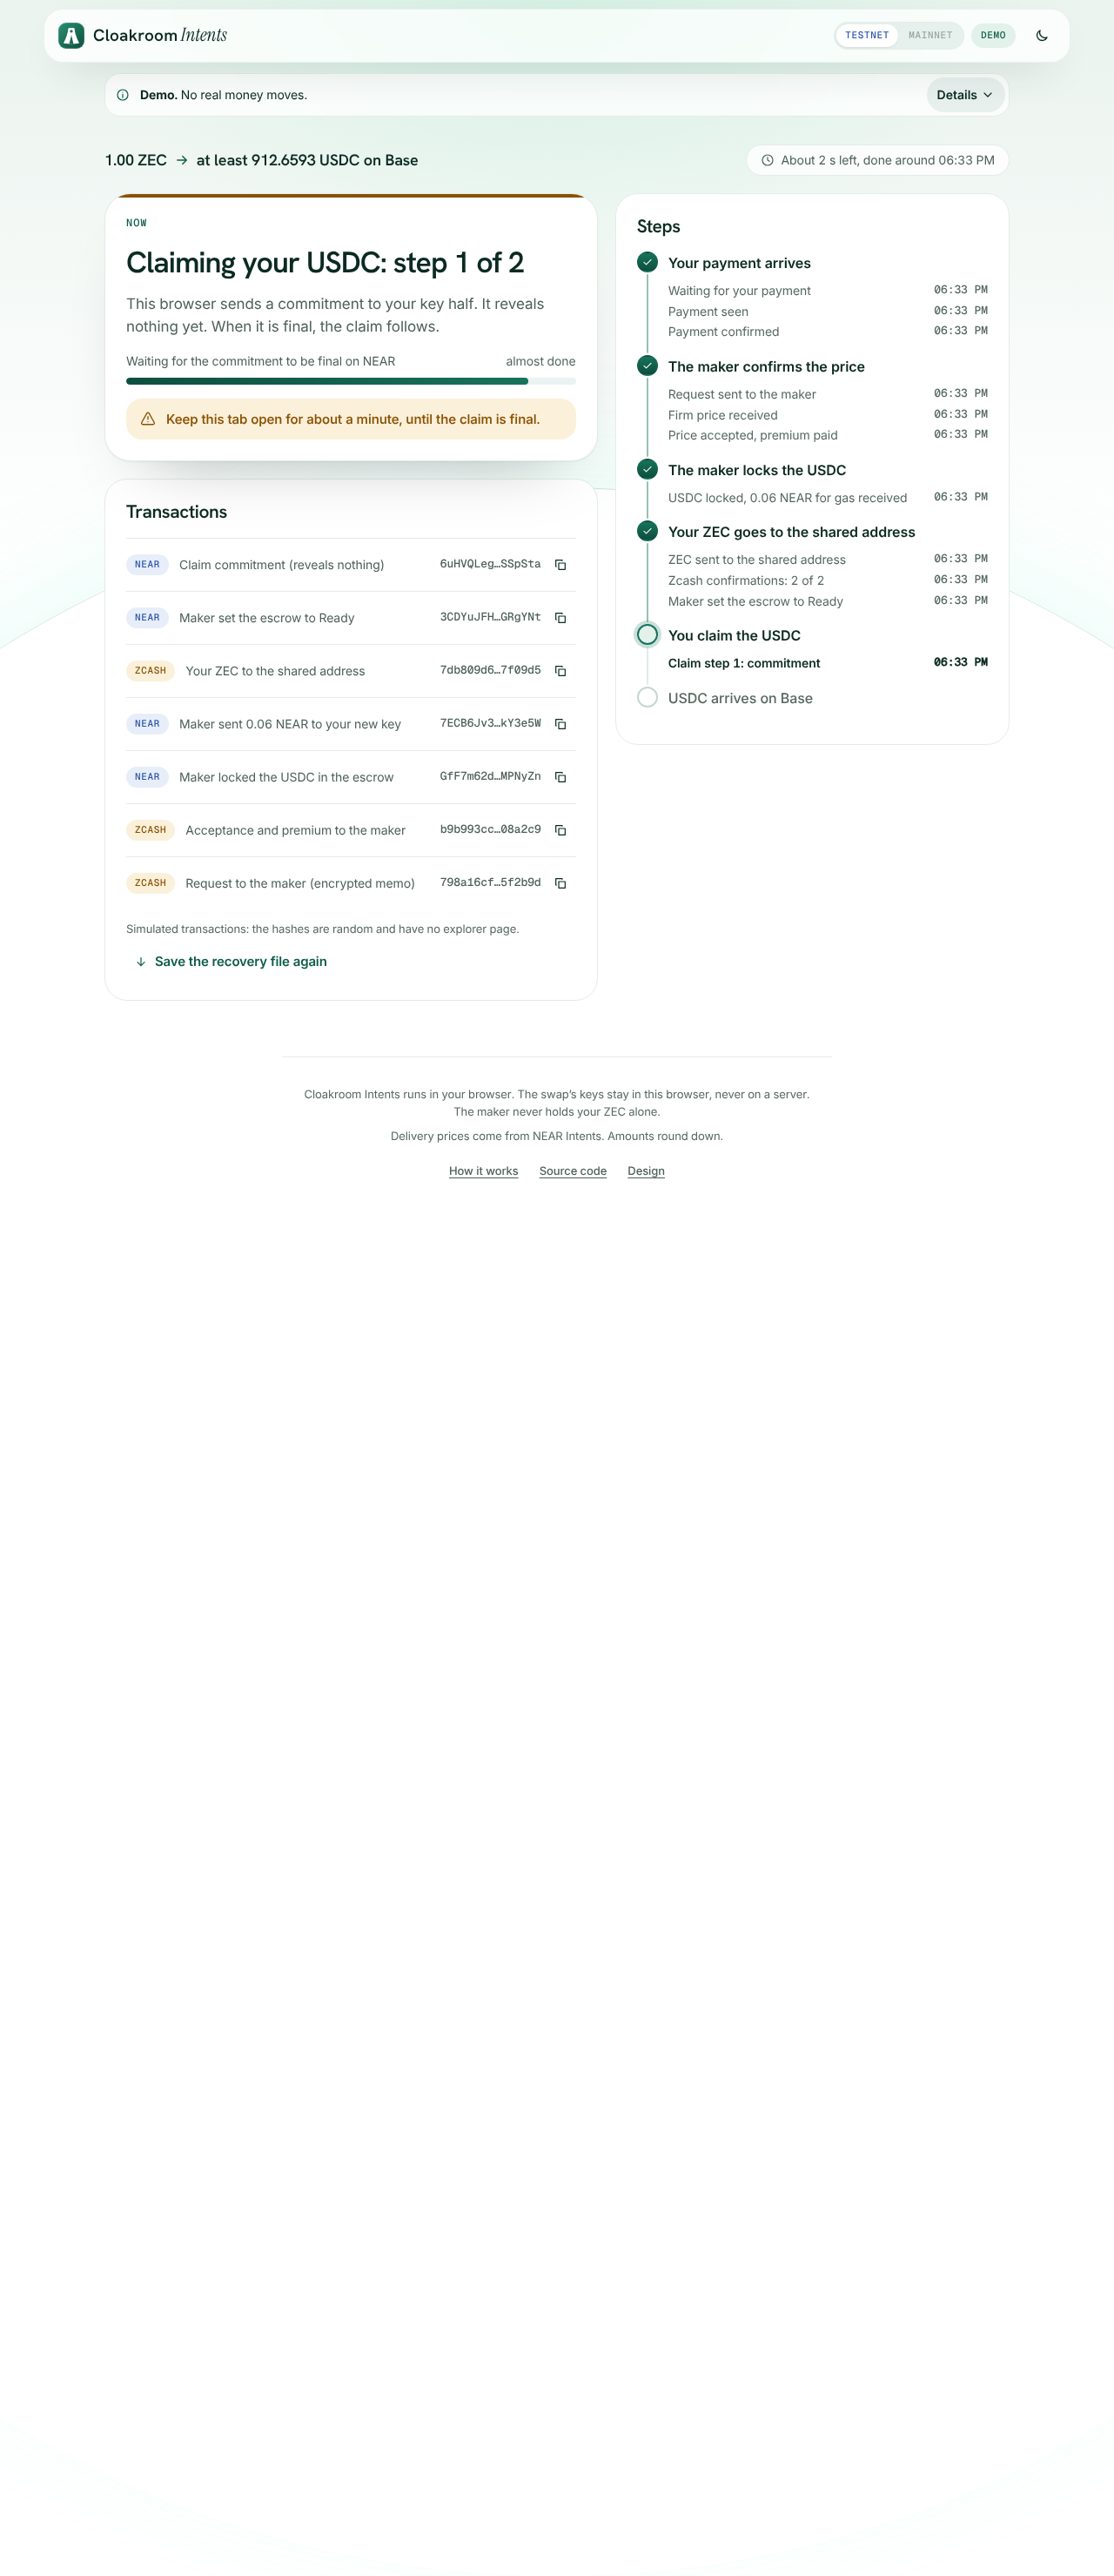 Cloakroom Intents
TESTNET MAINNET DEMO
Demo. No real money moves.
Details
1.00 ZEC → at least 912.6593 USDC on Base
About 2 s left, done around 06:33 PM
NOW
Claiming your USDC: step 1 of 2
This browser sends a commitment to your key half. It reveals
nothing yet. When it is final, the claim follows.
Waiting for the commitment to be final on NEAR almost done
Keep this tab open for about a minute, until the claim is final.
Transactions
NEAR Claim commitment (reveals nothing) 6uHVQLeg…SSpSta
NEAR Maker set the escrow to Ready 3CDYuJFH…GRgYNt
ZCASH Your ZEC to the shared address 7db809d6…7f09d5
NEAR Maker sent 0.06 NEAR to your new key 7ECB6Jv3…kY3e5W
NEAR Maker locked the USDC in the escrow GfF7m62d…MPNyZn
ZCASH Acceptance and premium to the maker b9b993cc…08a2c9
ZCASH Request to the maker (encrypted memo) 798a16cf…5f2b9d
Simulated transactions: the hashes are random and have no explorer page.
Save the recovery file again
Steps
Your payment arrives
Waiting for your payment 06:33 PM
Payment seen 06:33 PM
Payment confirmed 06:33 PM
The maker confirms the price
Request sent to the maker 06:33 PM
Firm price received 06:33 PM
Price accepted, premium paid 06:33 PM
The maker locks the USDC
USDC locked, 0.06 NEAR for gas received 06:33 PM
Your ZEC goes to the shared address
ZEC sent to the shared address 06:33 PM
Zcash confirmations: 2 of 2 06:33 PM
Maker set the escrow to Ready 06:33 PM
You claim the USDC
Claim step 1: commitment 06:33 PM
USDC arrives on Base
Cloakroom Intents runs in your browser. The swap’s keys stay in this browser, never on a server.
The maker never holds your ZEC alone.
Delivery prices come from NEAR Intents. Amounts round down.
How it works Source code Design